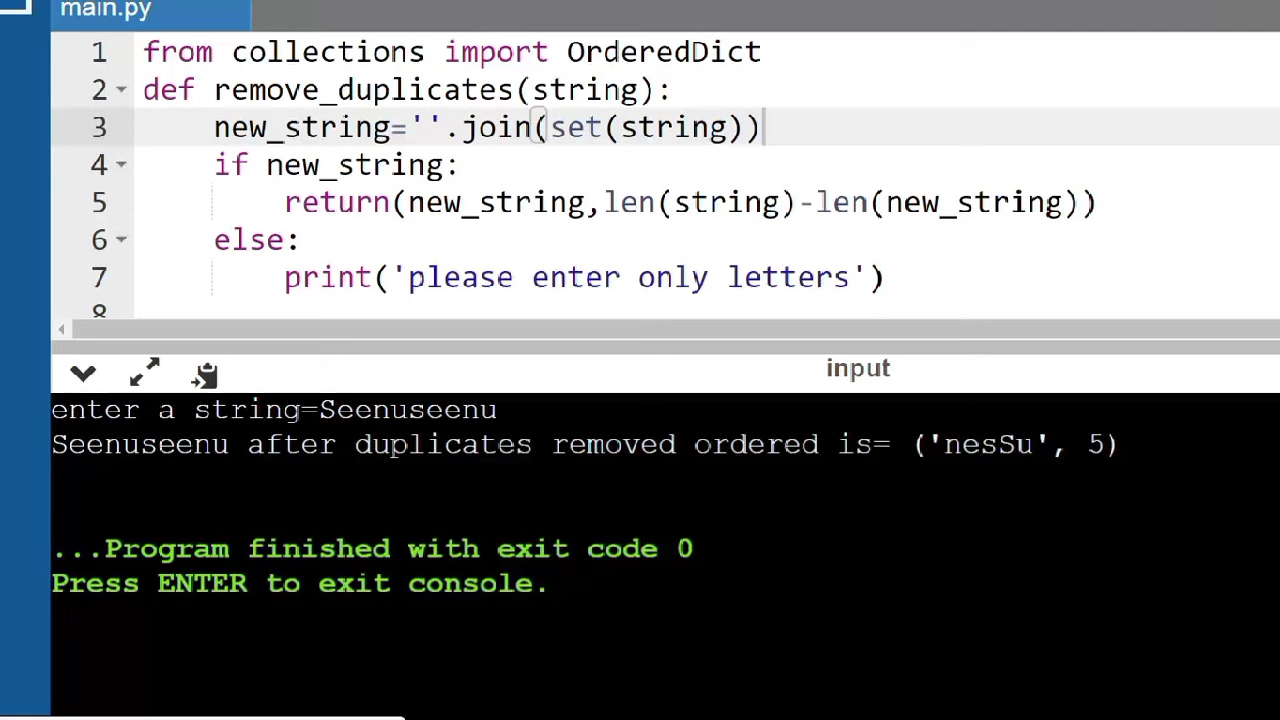 main.py
1 from collections import OrderedDict
2 def remove_duplicates(string):
3     new_string=''.join(set(string))
4     if new_string:
5         return(new_string,len(string)-len(new_string))
6     else:
7         print('please enter only letters')
8
input
enter a string=Seenuseenu
Seenuseenu after duplicates removed ordered is= ('nesSu', 5)
...Program finished with exit code 0
Press ENTER to exit console.